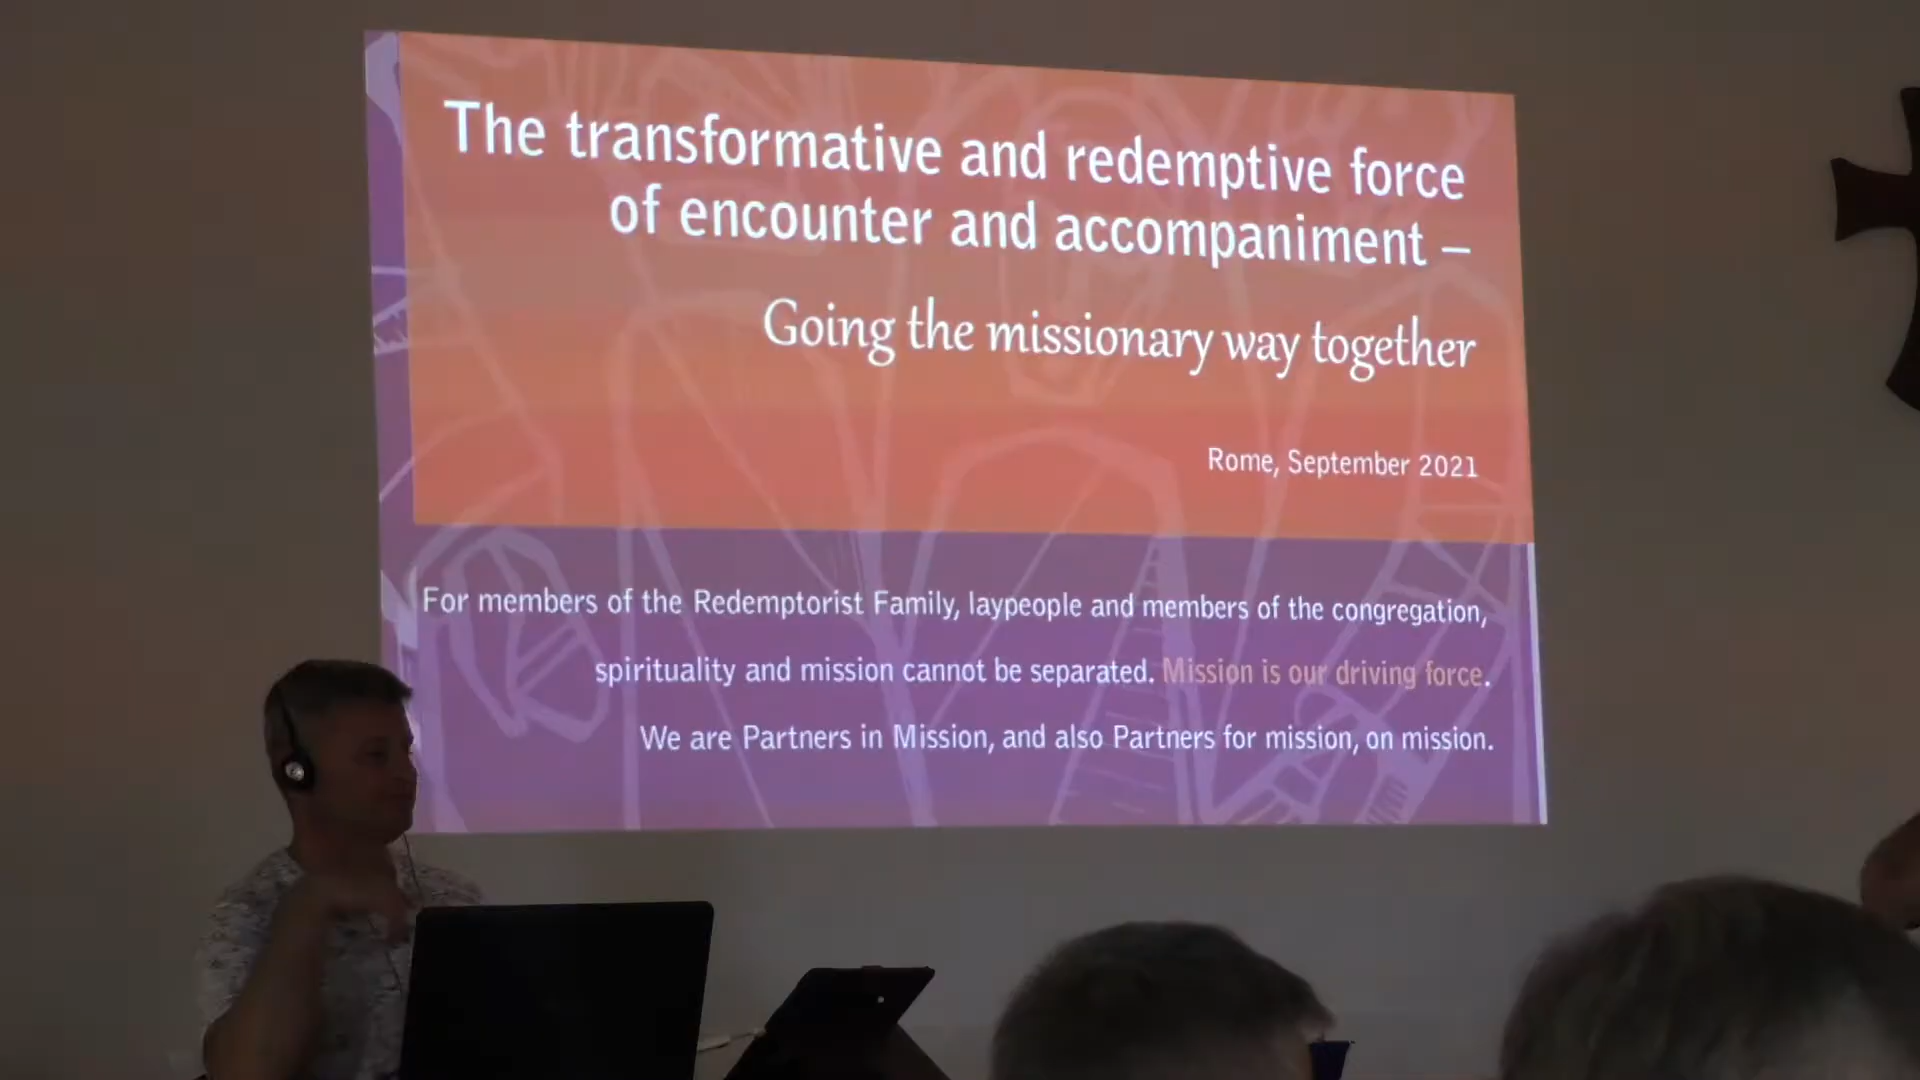 The transformative and redemptive force
of encounter and accompaniment –
Going the missionary way together
Rome, September 2021
For members of the Redemptorist Family, laypeople and members of the congregation,
spirituality and mission cannot be separated. Mission is our driving force.
We are Partners in Mission, and also Partners for mission, on mission.